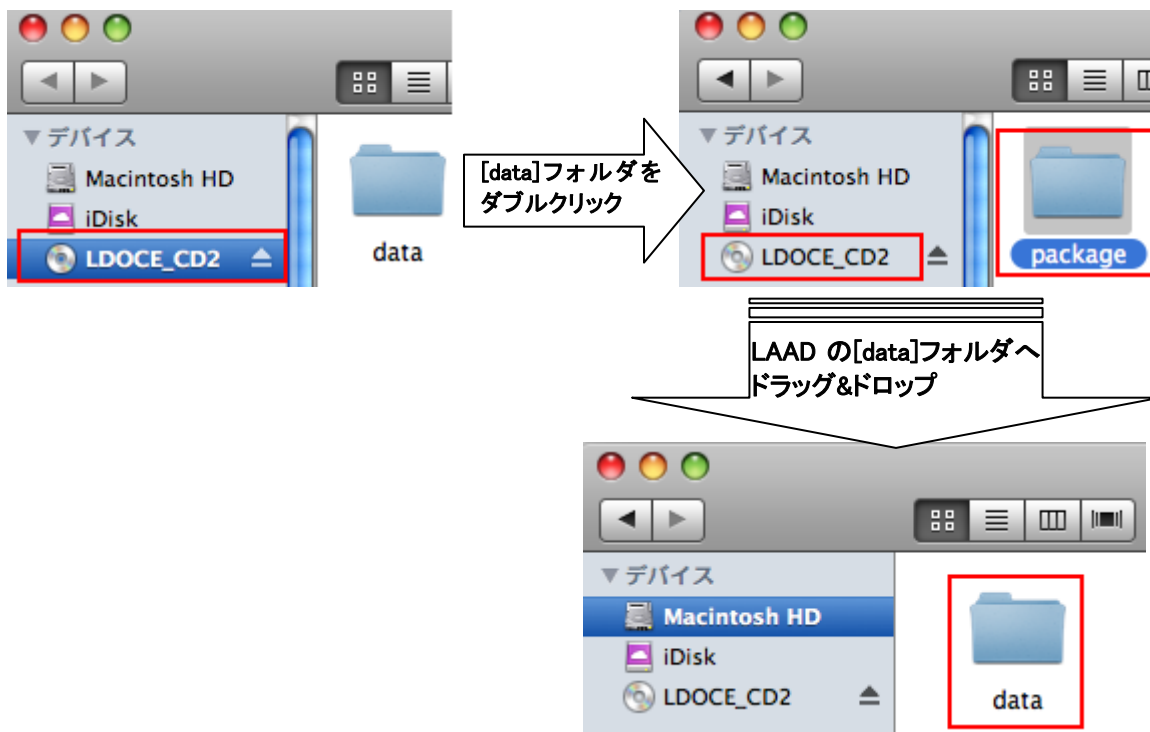 デバイス
Macintosh HD
iDisk
LDOCE_CD2
data
[data]フォルダを
ダブルクリック
デバイス
Macintosh HD
iDisk
LDOCE_CD2
package
LAAD の[data]フォルダへ
ドラッグ&ドロップ
デバイス
Macintosh HD
iDisk
LDOCE_CD2
data